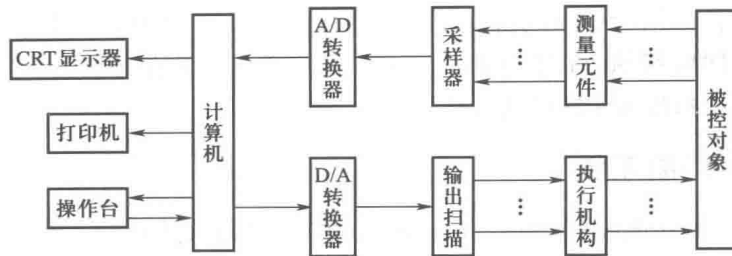 CRT显示器
打印机
操作台
计算机
A/D
转换器
采样器
测量元件
被控对象
D/A
转换器
输出扫描
执行机构